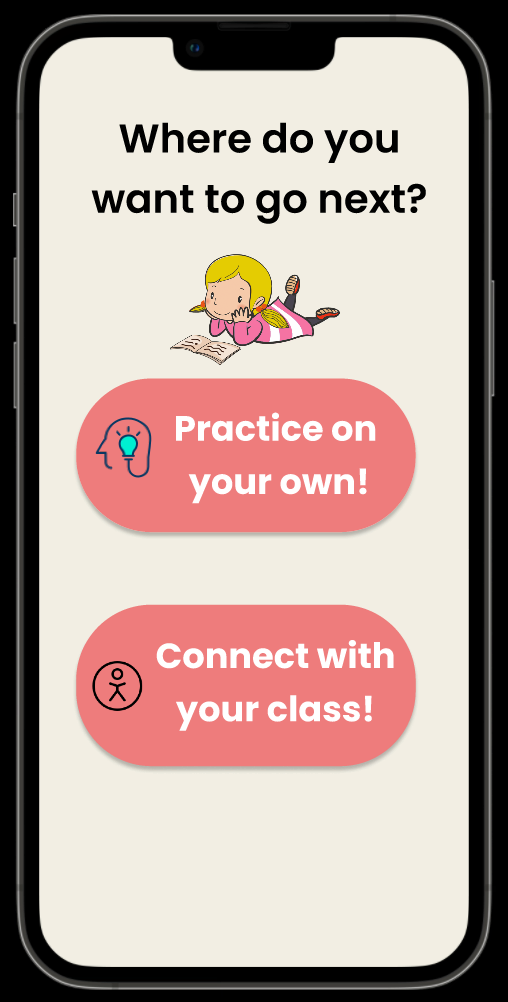 Where do you
want to go next?
Practice on
your own!
Connect with
your class!